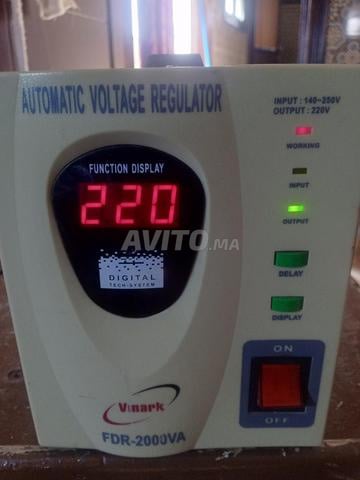 AUTOMATIC VOLTAGE REGULATOR
INPUT : 140~250V
OUTPUT : 220V
WORKING
FUNCTION DISPLAY
220
INPUT
OUTPUT
AVITO.MA
DIGITAL
TECH-SYSTEM
DELAY
DISPLAY
ON
OFF
Vmark
FDR-2000VA